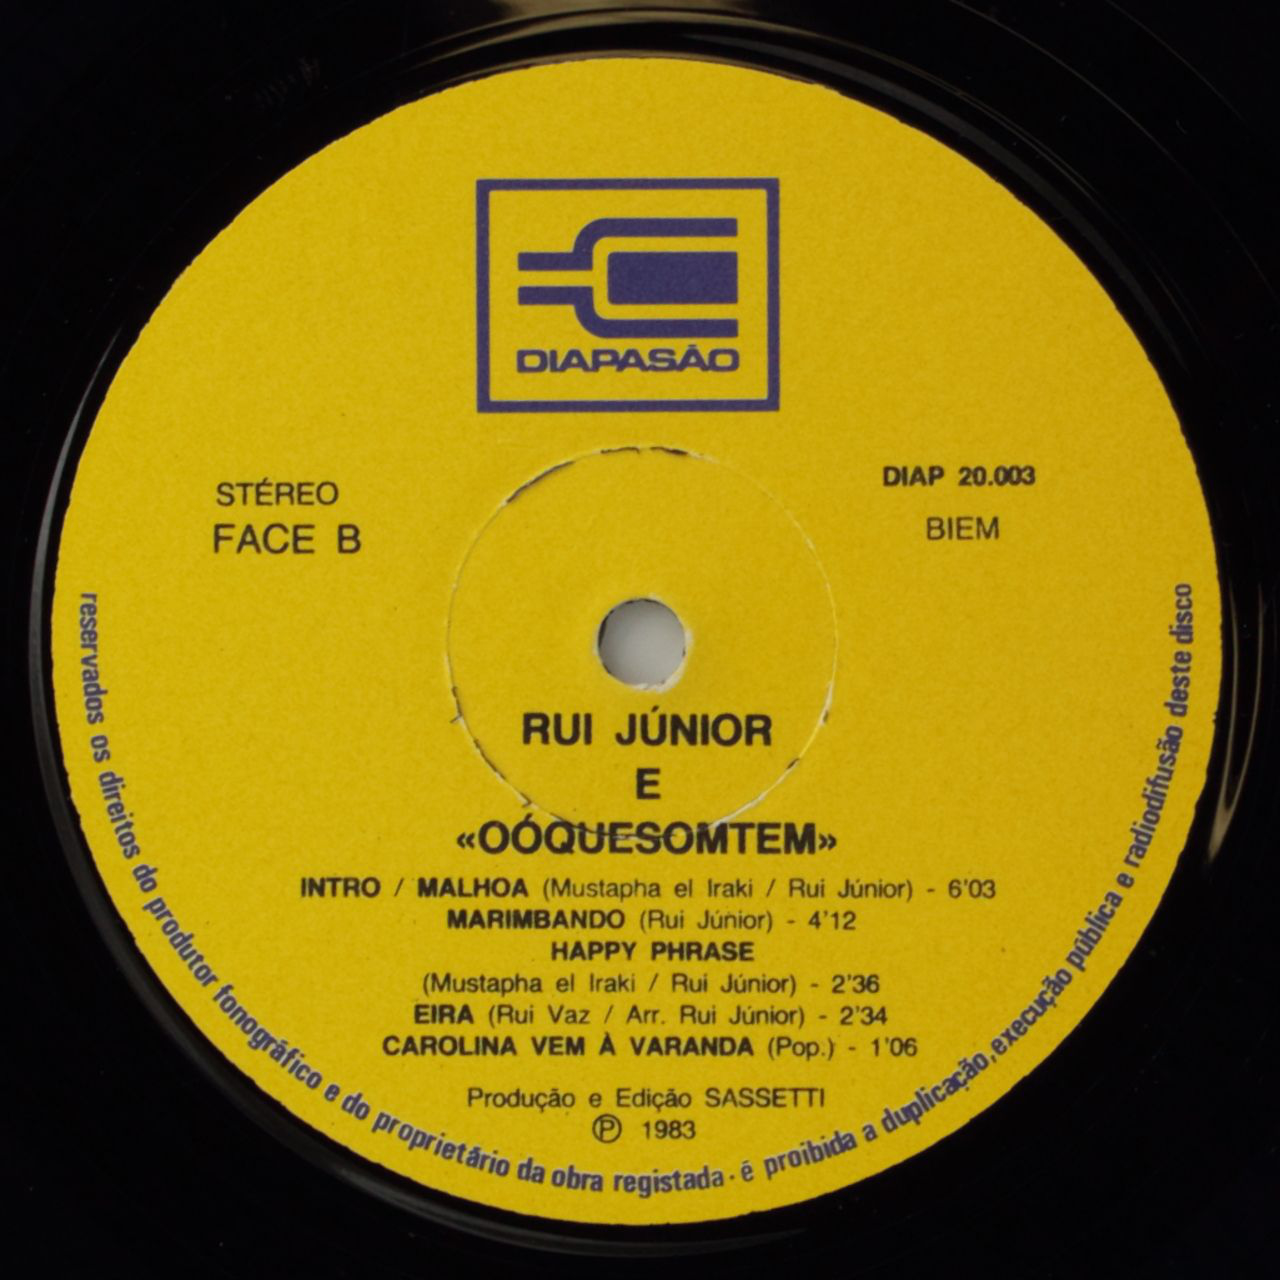 DIAPASÃO
STÉREO
FACE B
DIAP 20.003
BIEM
RUI JÚNIOR
E
«OÓQUESOMTEM»
INTRO / MALHOA (Mustapha el Iraki / Rui Júnior) - 6'03
MARIMBANDO (Rui Júnior) - 4'12
HAPPY PHRASE
(Mustapha el Iraki / Rui Júnior) - 2'36
EIRA (Rui Vaz / Arr. Rui Júnior) - 2'34
CAROLINA VEM À VARANDA (Pop.) - 1'06
Produção e Edição SASSETTI
℗ 1983
reservados os direitos do produtor fonográfico e do proprietário da obra registada · é proibida a duplicação, execução pública e radiodifusão deste disco